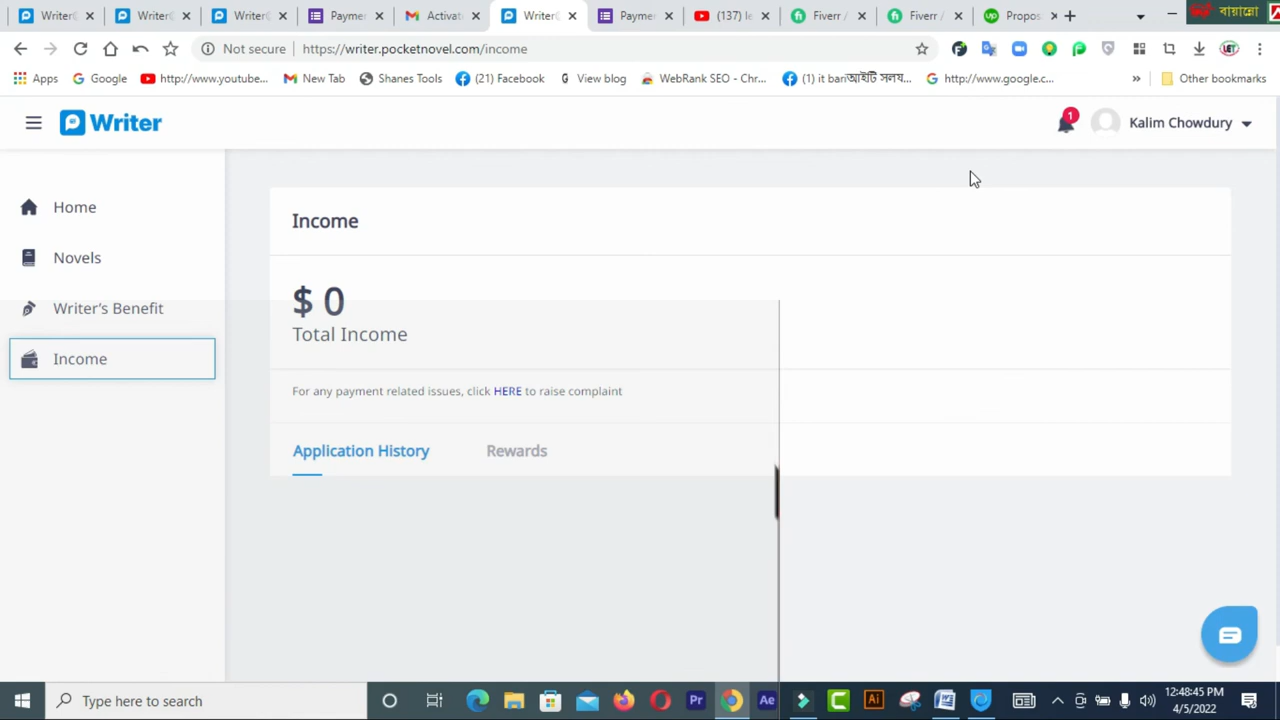 Writer
Writer
Writer
Payme
Activat
Writer
Payme
(137) l
Fiverr
Fiverr
Propos
বায়ান্নো
Not secure
https://writer.pocketnovel.com/income
Apps
Google
http://www.youtube...
New Tab
Shanes Tools
(21) Facebook
View blog
WebRank SEO - Chr...
http://www.google.c...
Other bookmarks
Writer
1
Kalim Chowdury
Home
Novels
Writer's Benefit
Income
Income
$ 0
Total Income
For any payment related issues, click HERE to raise complaint
Application History
Rewards
Type here to search
Pr
Ae
Ai
12:48:45 PM
4/5/2022